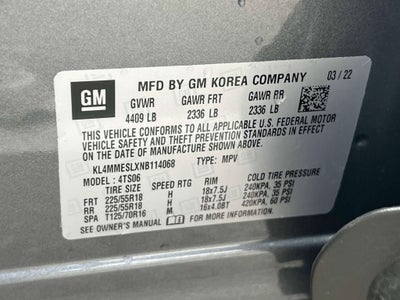 GM
MFD BY GM KOREA COMPANY 03/22
GVWR GAWR FRT GAWR RR
4409 LB 2336 LB 2336 LB
THIS VEHICLE CONFORMS TO ALL APPLICABLE U.S. FEDERAL MOTOR
VEHICLE SAFETY AND THEFT PREVENTION STANDARDS IN
EFFECT ON THE DATE OF MANUFACTURE SHOWN ABOVE.
KL4MMESLXNB114068 TYPE: MPV
MODEL: 4TS06
TIRE SIZE SPEED RTG RIM COLD TIRE PRESSURE
FRT 225/55R18 H 18x7.5J 240KPA, 35 PSI
RR 225/55R18 H 18x7.5J 240KPA, 35 PSI
SPA T125/70R16 M 16x4.0BT 420KPA, 60 PSI
SEE OWNER'S MANUAL FOR ADDITIONAL INFORMATION.